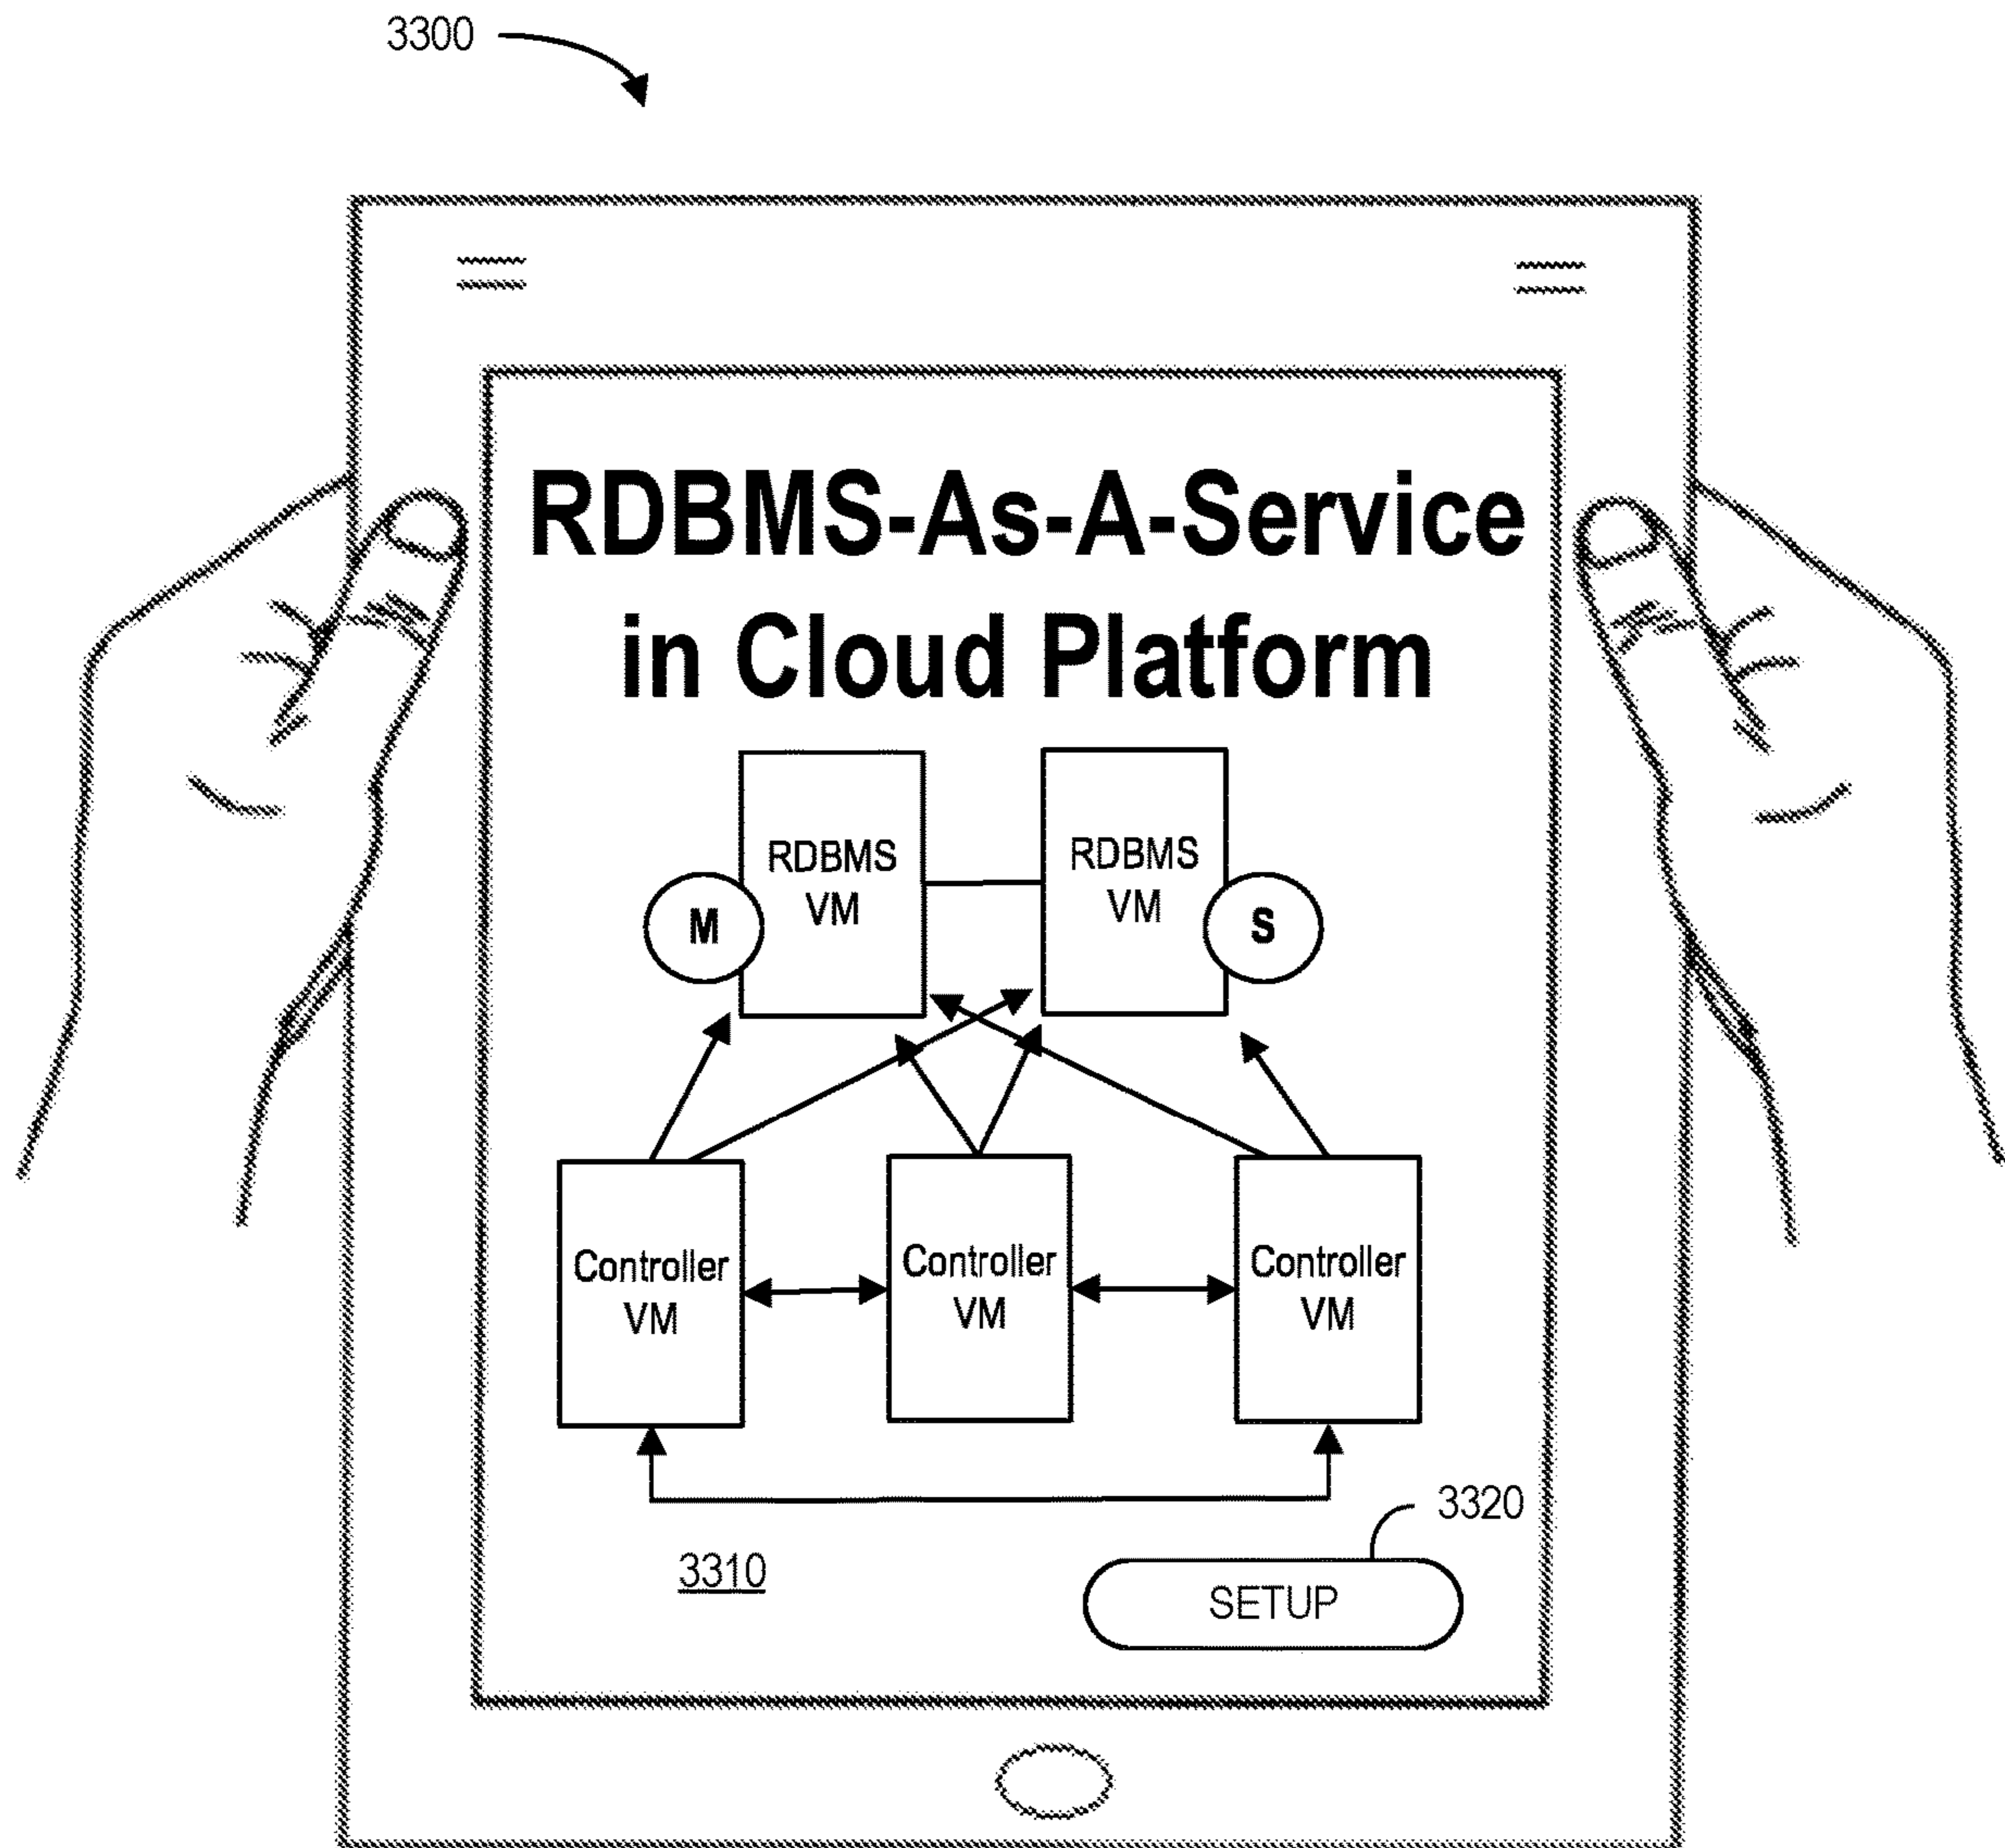 3300
RDBMS-As-A-Service
in Cloud Platform
RDBMS
VM
RDBMS
VM
M
S
Controller
VM
Controller
VM
Controller
VM
3320
3310
SETUP